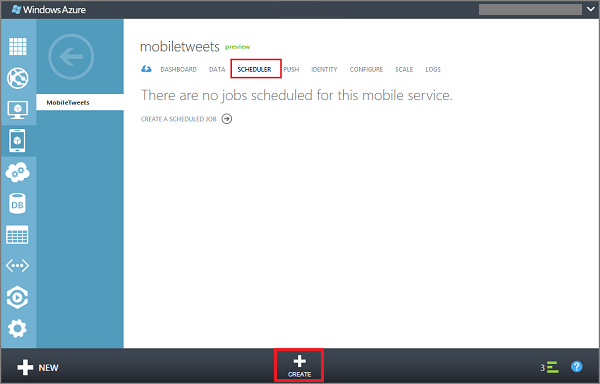 Windows Azure
mobiletweets preview
DASHBOARD DATA SCHEDULER PUSH IDENTITY CONFIGURE SCALE LOGS
MobileTweets
There are no jobs scheduled for this mobile service.
CREATE A SCHEDULED JOB
DB
NEW
CREATE
3
?